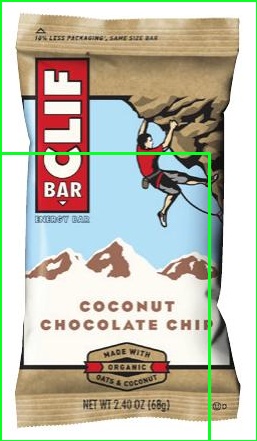 10% LESS PACKAGING*, SAME SIZE BAR
CLIF
BAR
ENERGY BAR
COCONUT
CHOCOLATE CHIP
MADE WITH
ORGANIC
OATS & COCONUT
NET WT 2.40 OZ (68g)